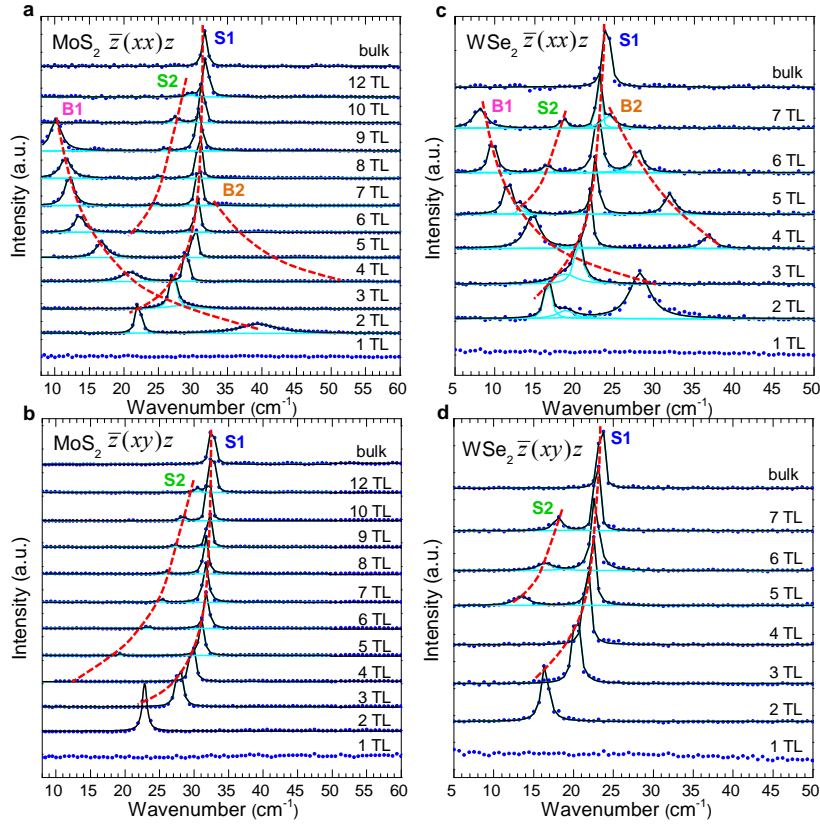 a
MoS₂ z̅(xx)z
S1
bulk
S2
12 TL
B1
10 TL
9 TL
8 TL
7 TL
B2
6 TL
5 TL
4 TL
3 TL
2 TL
1 TL
Intensity (a.u.)
10 15 20 25 30 35 40 45 50 55 60
Wavenumber (cm⁻¹)
c
WSe₂ z̅(xx)z
S1
bulk
B1
S2
B2
7 TL
6 TL
5 TL
4 TL
3 TL
2 TL
1 TL
Intensity (a.u.)
5 10 15 20 25 30 35 40 45 50
Wavenumber (cm⁻¹)
b
MoS₂ z̅(xy)z
S1
bulk
S2
12 TL
10 TL
9 TL
8 TL
7 TL
6 TL
5 TL
4 TL
3 TL
2 TL
1 TL
Intensity (a.u.)
10 15 20 25 30 35 40 45 50 55 60
Wavenumber (cm⁻¹)
d
WSe₂ z̅(xy)z
S1
bulk
S2
7 TL
6 TL
5 TL
4 TL
3 TL
2 TL
1 TL
Intensity (a.u.)
5 10 15 20 25 30 35 40 45 50
Wavenumber (cm⁻¹)